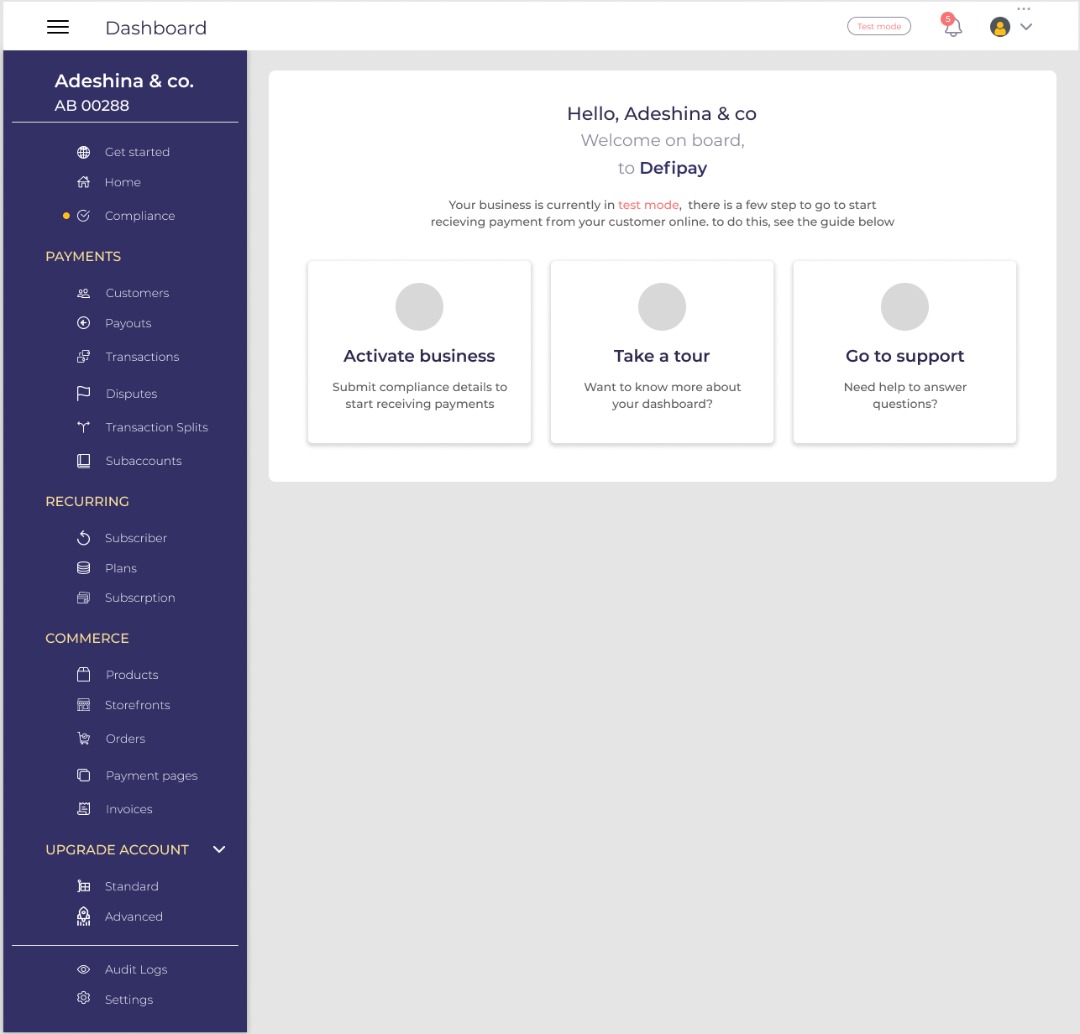 Dashboard
Test mode
5
Adeshina & co.
AB 00288
Get started
Home
Compliance
PAYMENTS
Customers
Payouts
Transactions
Disputes
Transaction Splits
Subaccounts
RECURRING
Subscriber
Plans
Subscrption
COMMERCE
Products
Storefronts
Orders
Payment pages
Invoices
UPGRADE ACCOUNT
Standard
Advanced
Audit Logs
Settings
Hello, Adeshina & co
Welcome on board,
to Defipay
Your business is currently in test mode, there is a few step to go to start
recieving payment from your customer online. to do this, see the guide below
Activate business
Submit compliance details to
start receiving payments
Take a tour
Want to know more about
your dashboard?
Go to support
Need help to answer
questions?